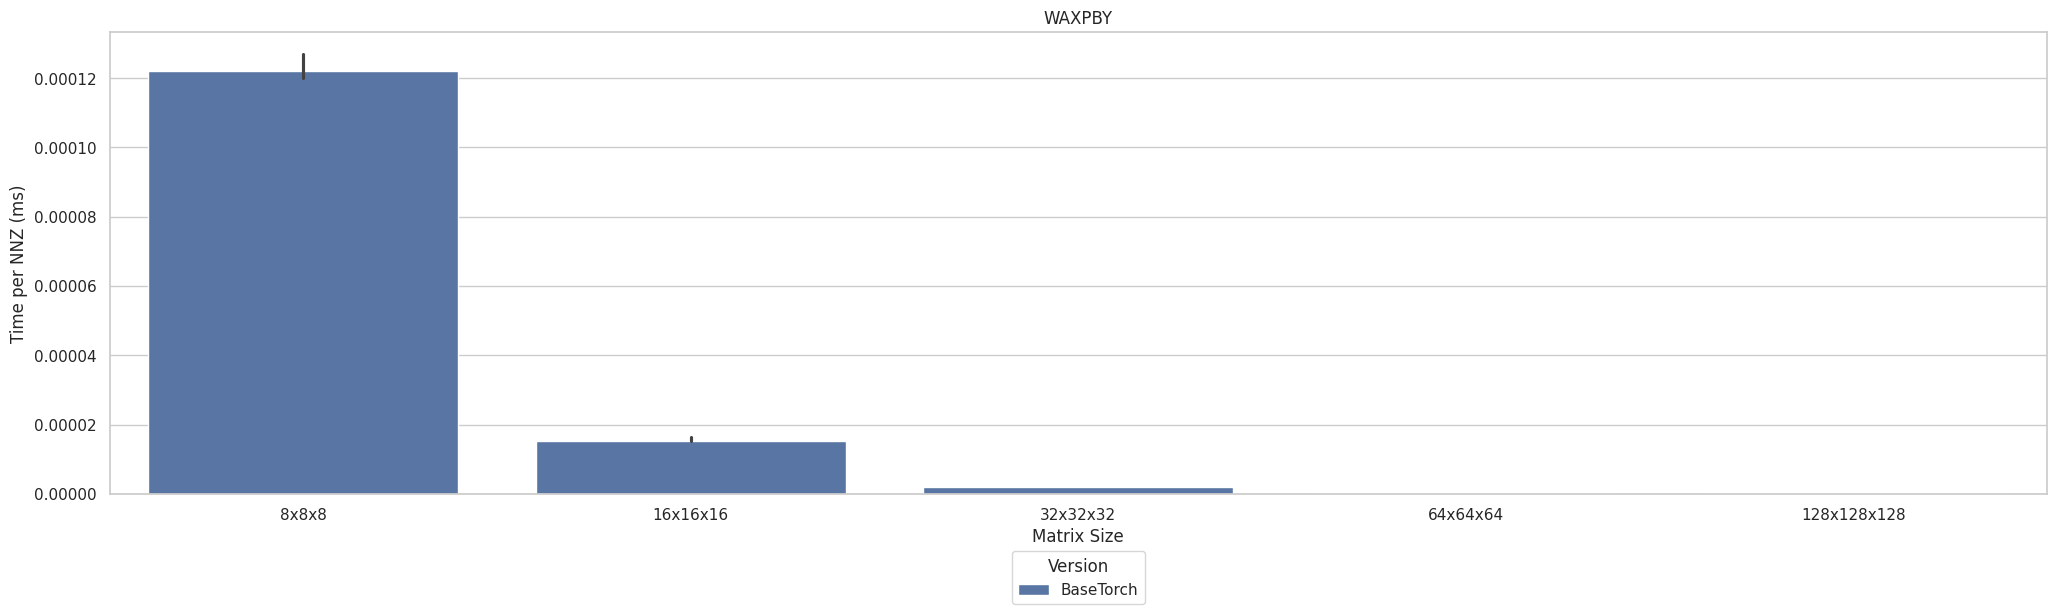 WAXPBY
Time per NNZ (ms)
0.00012
0.00010
0.00008
0.00006
0.00004
0.00002
0.00000
8x8x8 16x16x16 32x32x32 64x64x64 128x128x128
Matrix Size
Version
BaseTorch